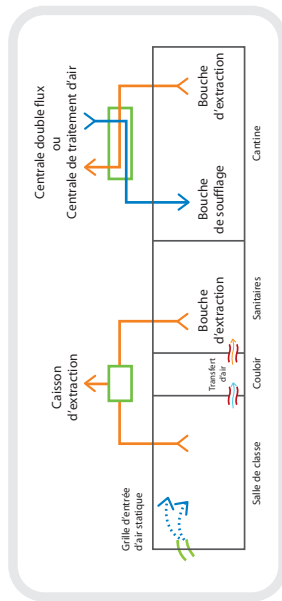 Centrale double flux
ou
Centrale de traitement d'air
Caisson
d'extraction
Grille d'entrée
d'air statique
Transfert
d'air
Bouche
d'extraction
Bouche
de soufflage
Bouche
d'extraction
Salle de classe
Couloir
Sanitaires
Cantine